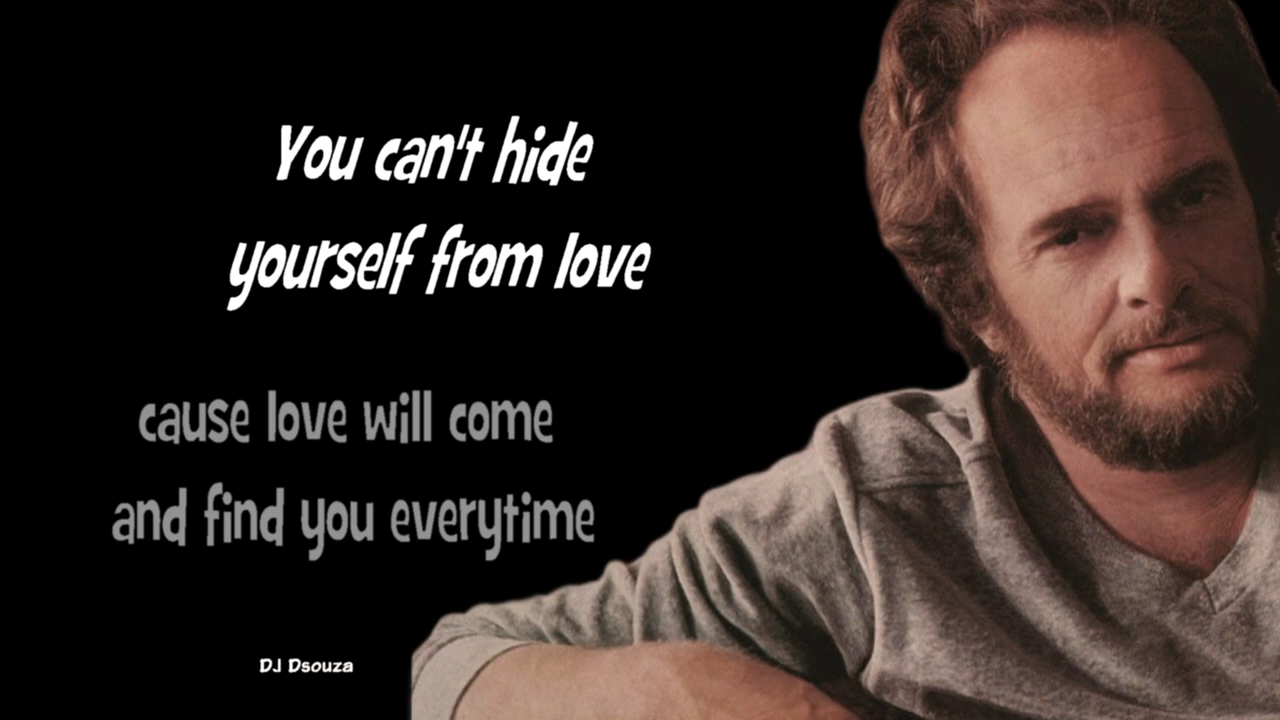 You can't hide
yourself from love
cause love will come
and find you everytime
DJ Dsouza